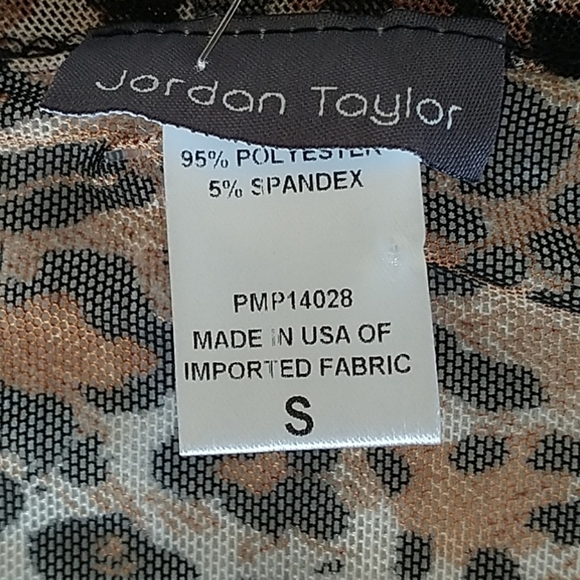 Jordan Taylor
95% POLYESTER
5% SPANDEX
PMP14028
MADE IN USA OF
IMPORTED FABRIC
S